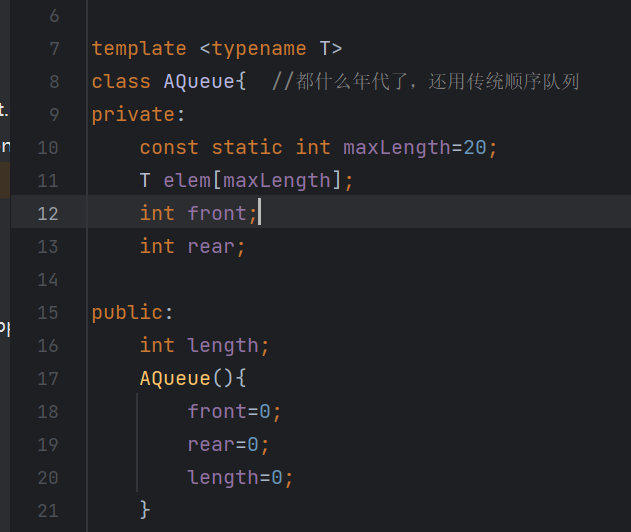 6
7 template <typename T>
8 class AQueue{  //都什么年代了，还用传统顺序队列
t.
9 private:
n
10     const static int maxLength=20;
11     T elem[maxLength];
12     int front;
13     int rear;
14
15 public:
op
16     int length;
17     AQueue(){
18         front=0;
19         rear=0;
20         length=0;
21     }